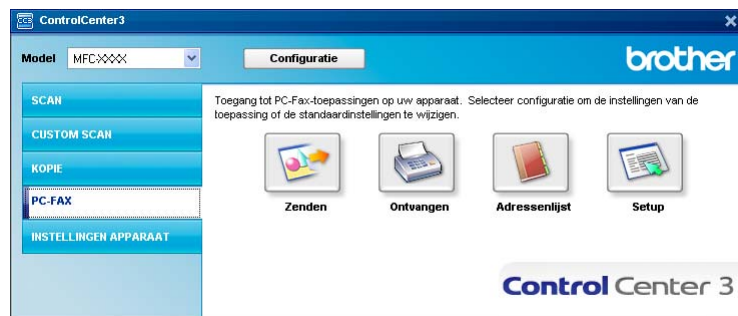 ControlCenter3
Model MFC-XXXX Configuratie brother
SCAN
CUSTOM SCAN
KOPIE
PC-FAX
INSTELLINGEN APPARAAT
Toegang tot PC-Fax-toepassingen op uw apparaat. Selecteer configuratie om de instellingen van de
toepassing of de standaardinstellingen te wijzigen.
Zenden Ontvangen Adressenlijst Setup
Control Center 3